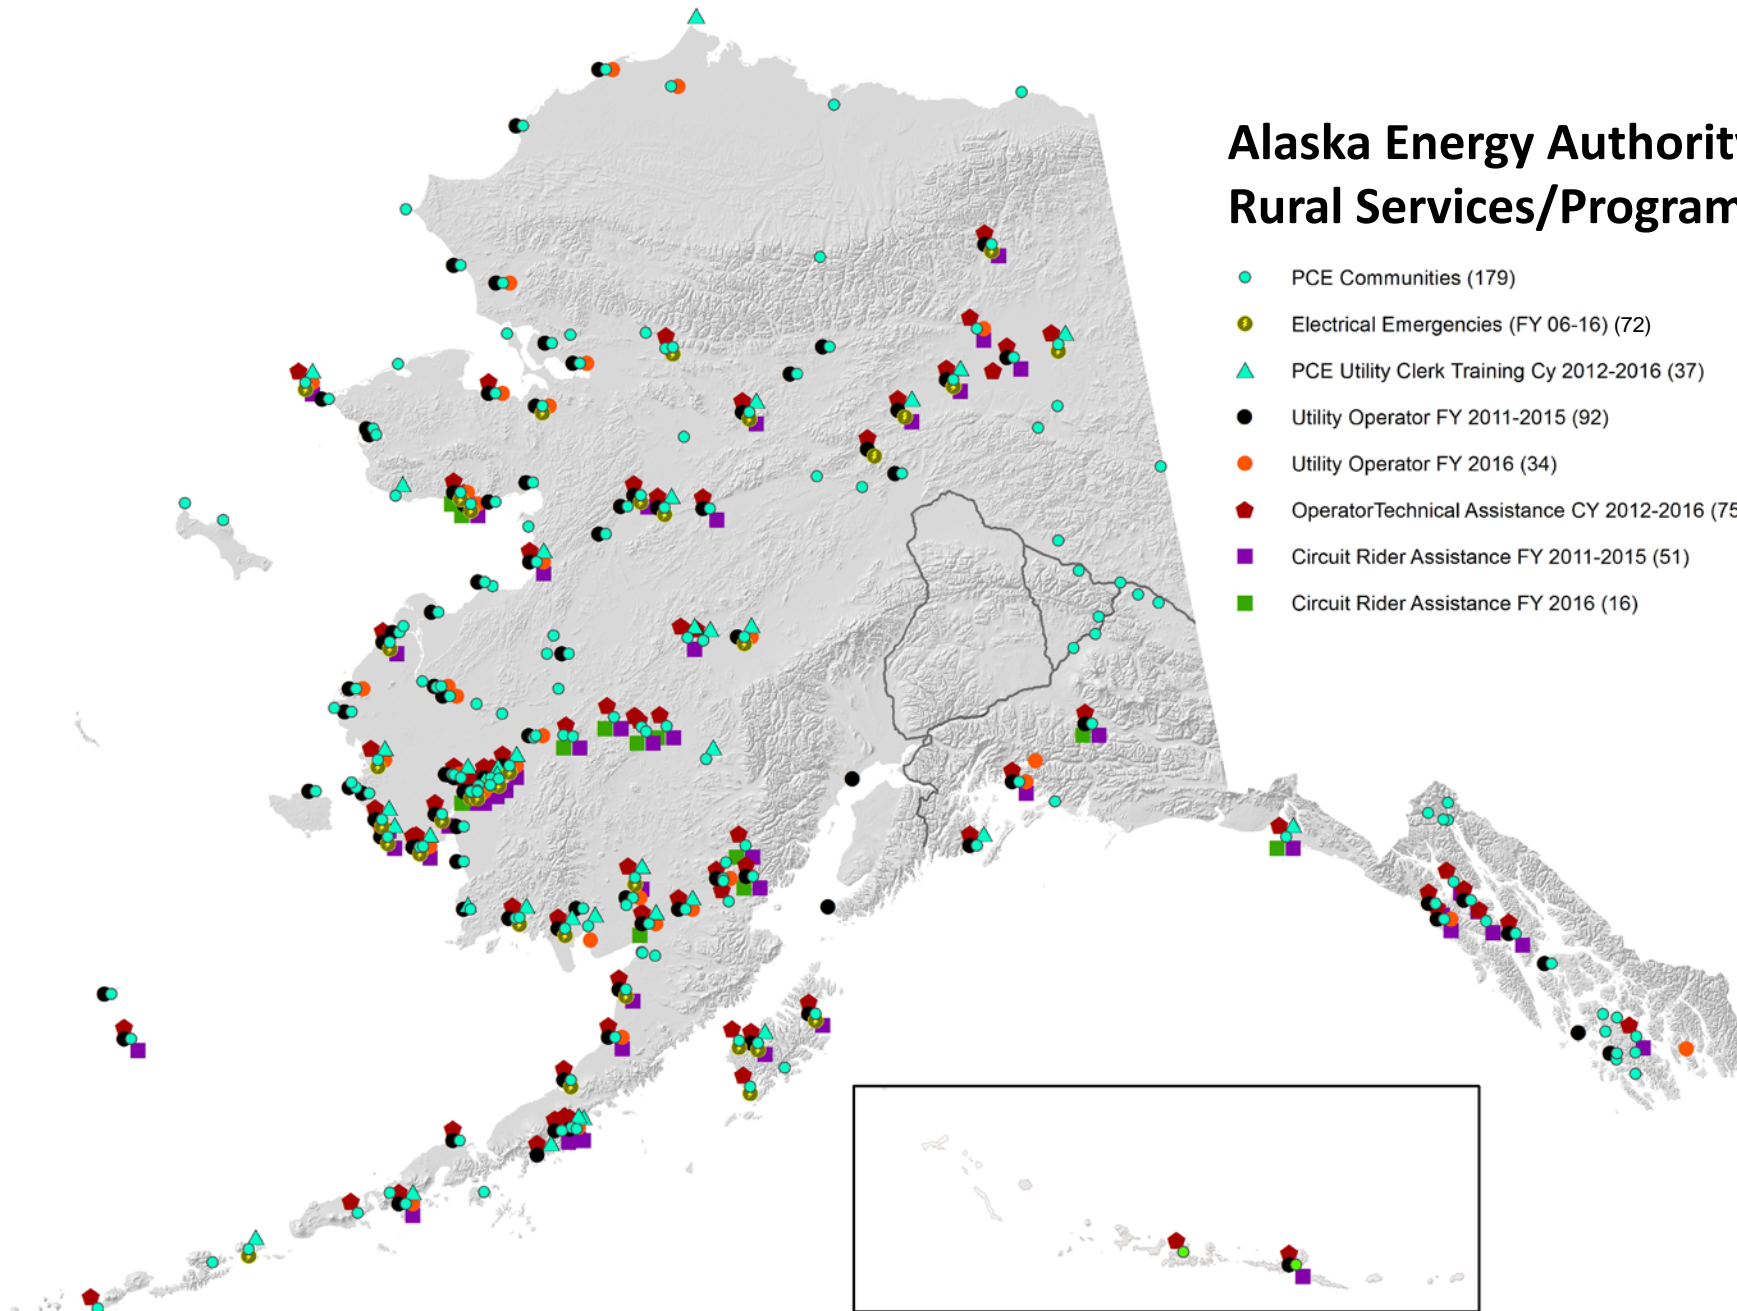 Alaska Energy Authority
Rural Services/Program
PCE Communities (179)
Electrical Emergencies (FY 06-16) (72)
PCE Utility Clerk Training Cy 2012-2016 (37)
Utility Operator FY 2011-2015 (92)
Utility Operator FY 2016 (34)
OperatorTechnical Assistance CY 2012-2016 (75
Circuit Rider Assistance FY 2011-2015 (51)
Circuit Rider Assistance FY 2016 (16)